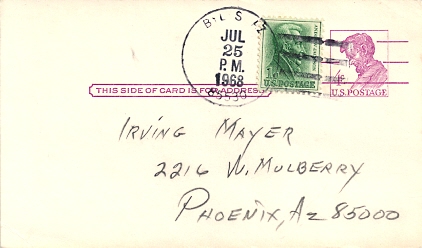 JUL
25
P.M.
1968
1¢
U.S. POSTAGE
4¢
U.S. POSTAGE
THIS SIDE OF CARD IS FOR ADDRESS
IRVING MAYER
2216 W. MULBERRY
PHOENIX, AZ 85000